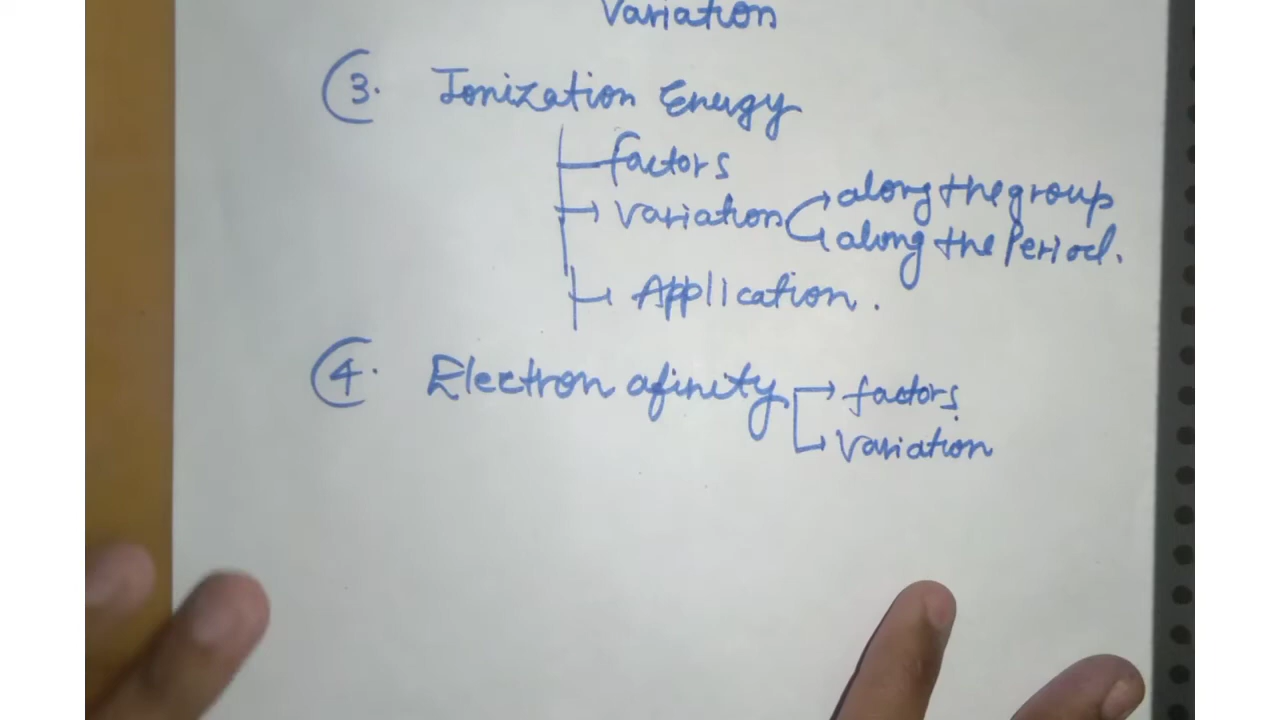 Variation
3. Ionization Energy
factors
variation
along the group
along the Period.
Application.
4. Electron afinity
factors
variation